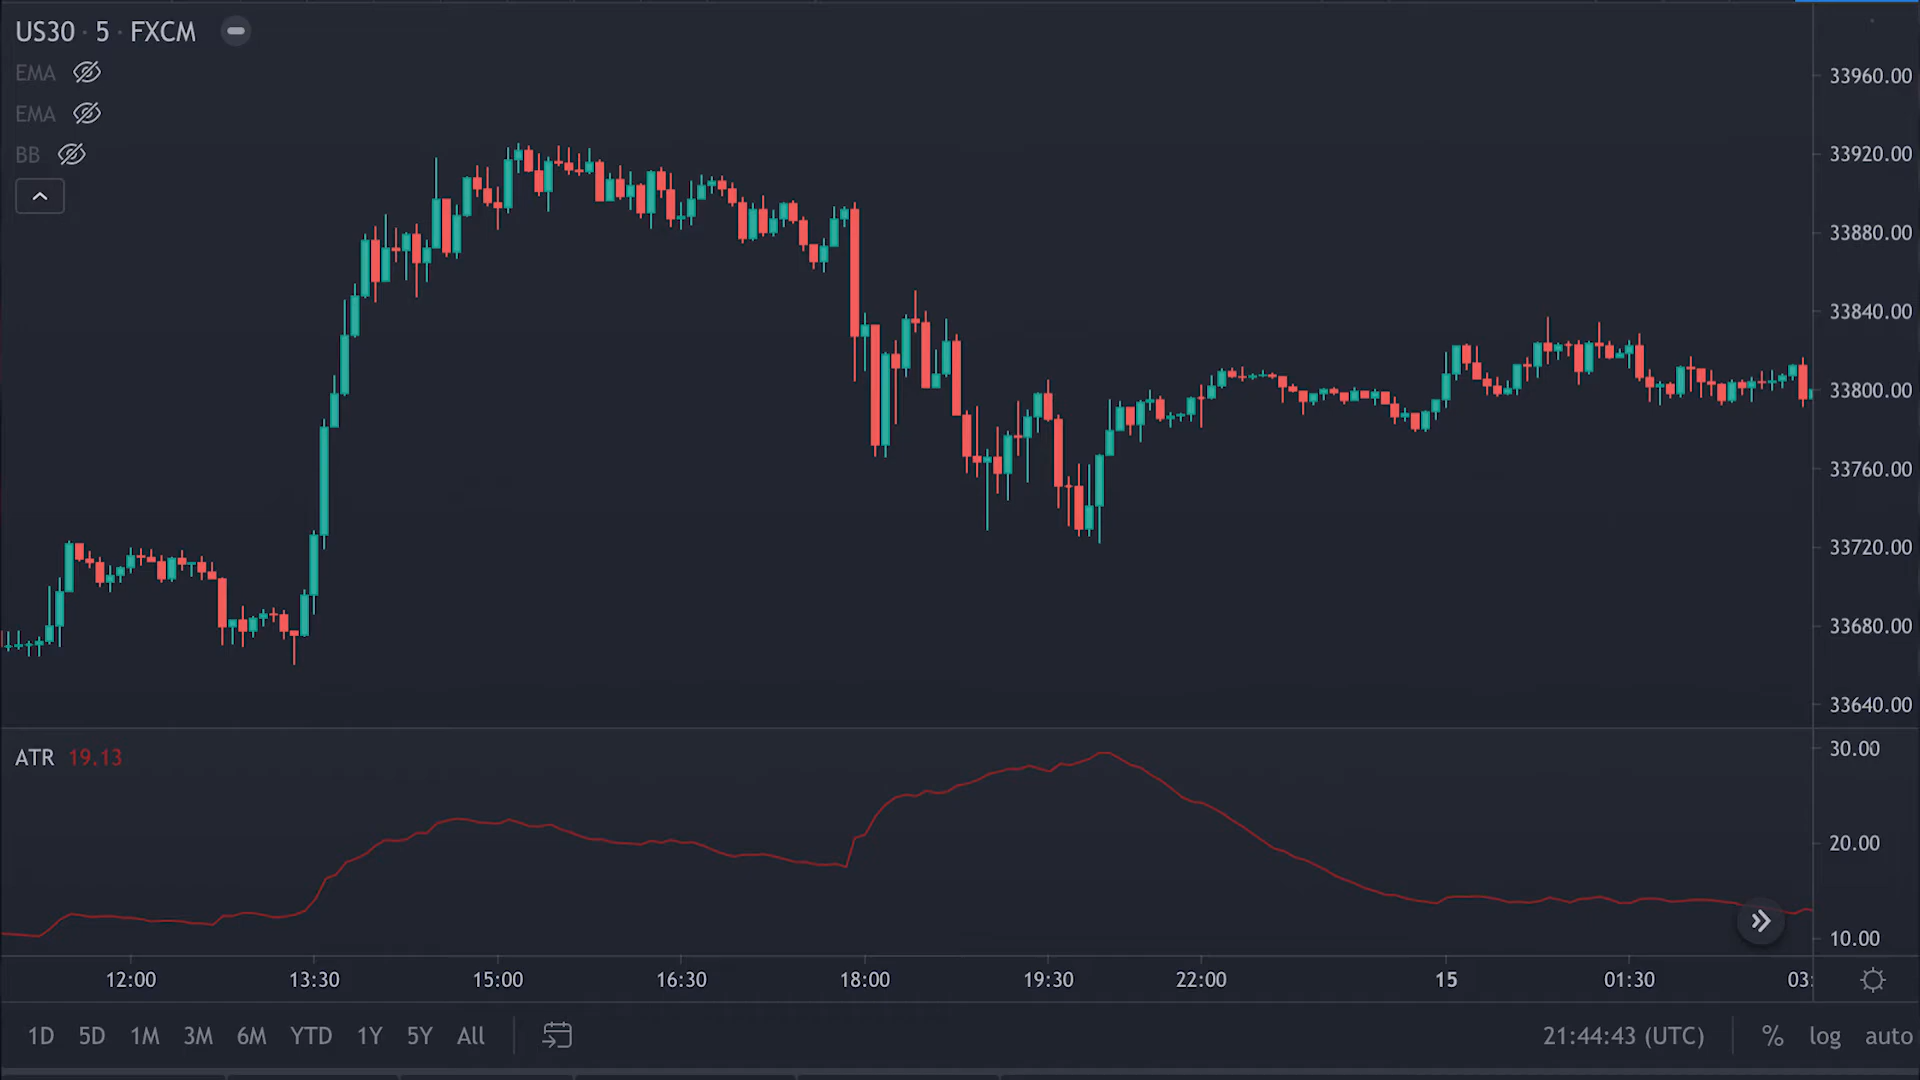 US30 · 5 · FXCM
EMA
EMA
BB
33960.00
33920.00
33880.00
33840.00
33800.00
33760.00
33720.00
33680.00
33640.00
ATR 19.13
30.00
20.00
10.00
12:00 13:30 15:00 16:30 18:00 19:30 22:00 15 01:30 03:
1D 5D 1M 3M 6M YTD 1Y 5Y All 21:44:43 (UTC) % log auto